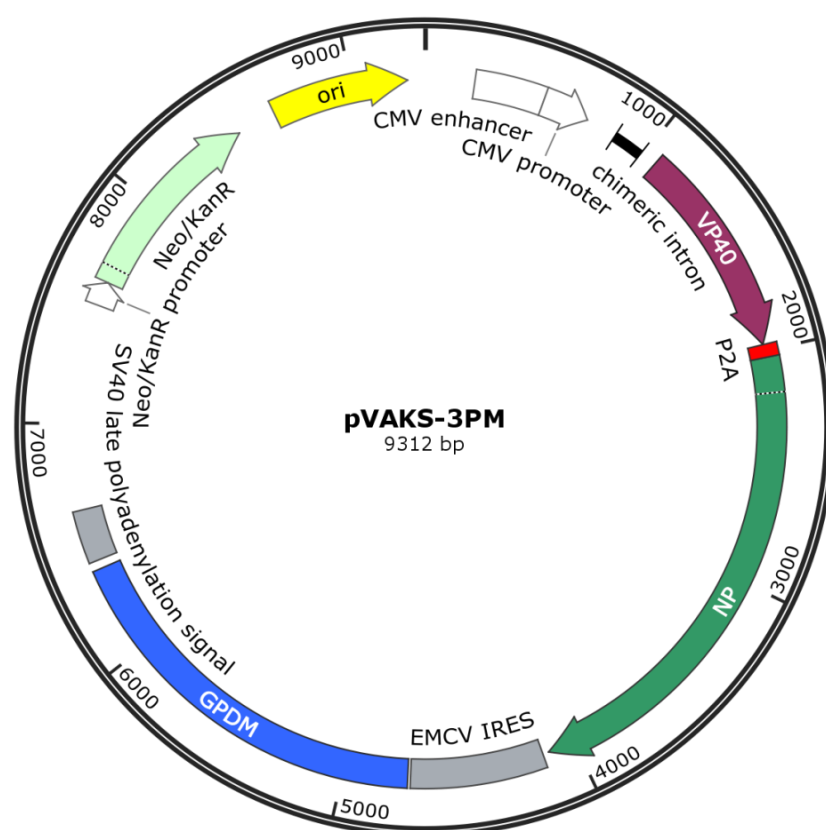 9000
ori
CMV enhancer
CMV promoter
1000
chimeric intron
VP40
2000
P2A
8000
Neo/KanR
Neo/KanR promoter
SV40 late polyadenylation signal
pVAKS-3PM
9312 bp
7000
3000
NP
6000
GPDM
EMCV IRES
4000
5000